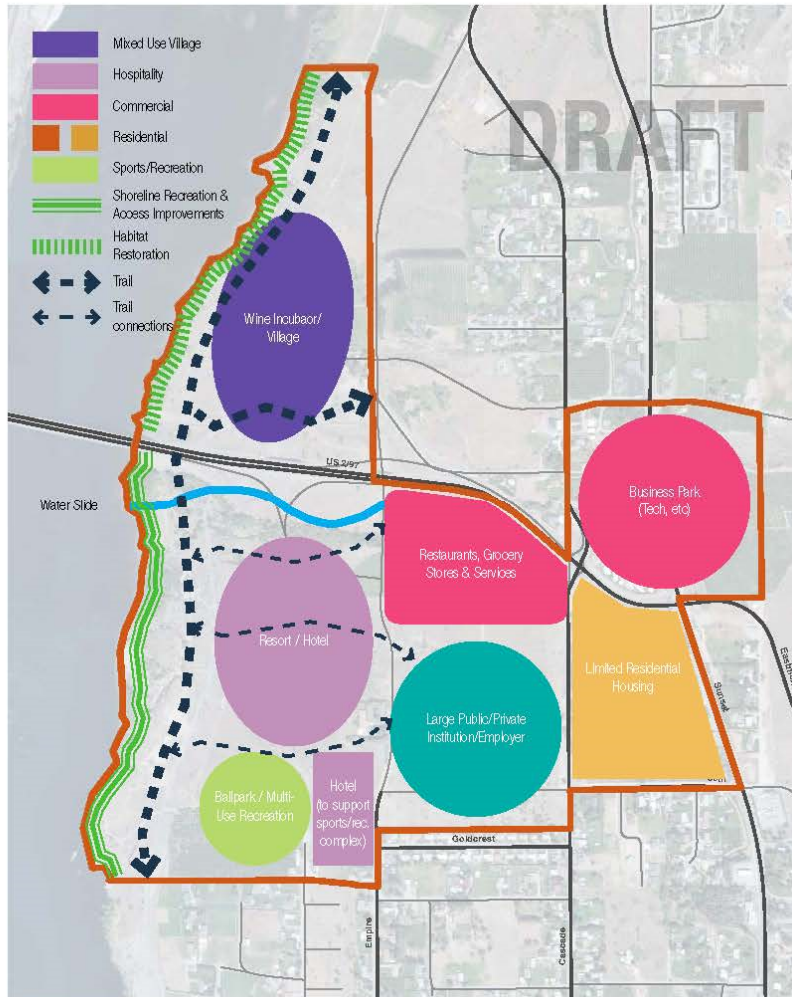 Mixed Use Village
Hospitality
Commercial
Residential
Sports/Recreation
Shoreline Recreation &
Access Improvements
Habitat
Restoration
Trail
Trail
connections
DRAFT
Wine Incubaor/
Village
US 2/97
Water Slide
Business Park
(Tech, etc)
Restaurants, Grocery
Stores & Services
Resort / Hotel
Limited Residential
Housing
Sunset
Large Public/Private
Institution/Employer
Ballpark / Multi-
Use Recreation
Hotel
(to support
sports/rec.
complex)
Goldcrest
Empire
Cascade